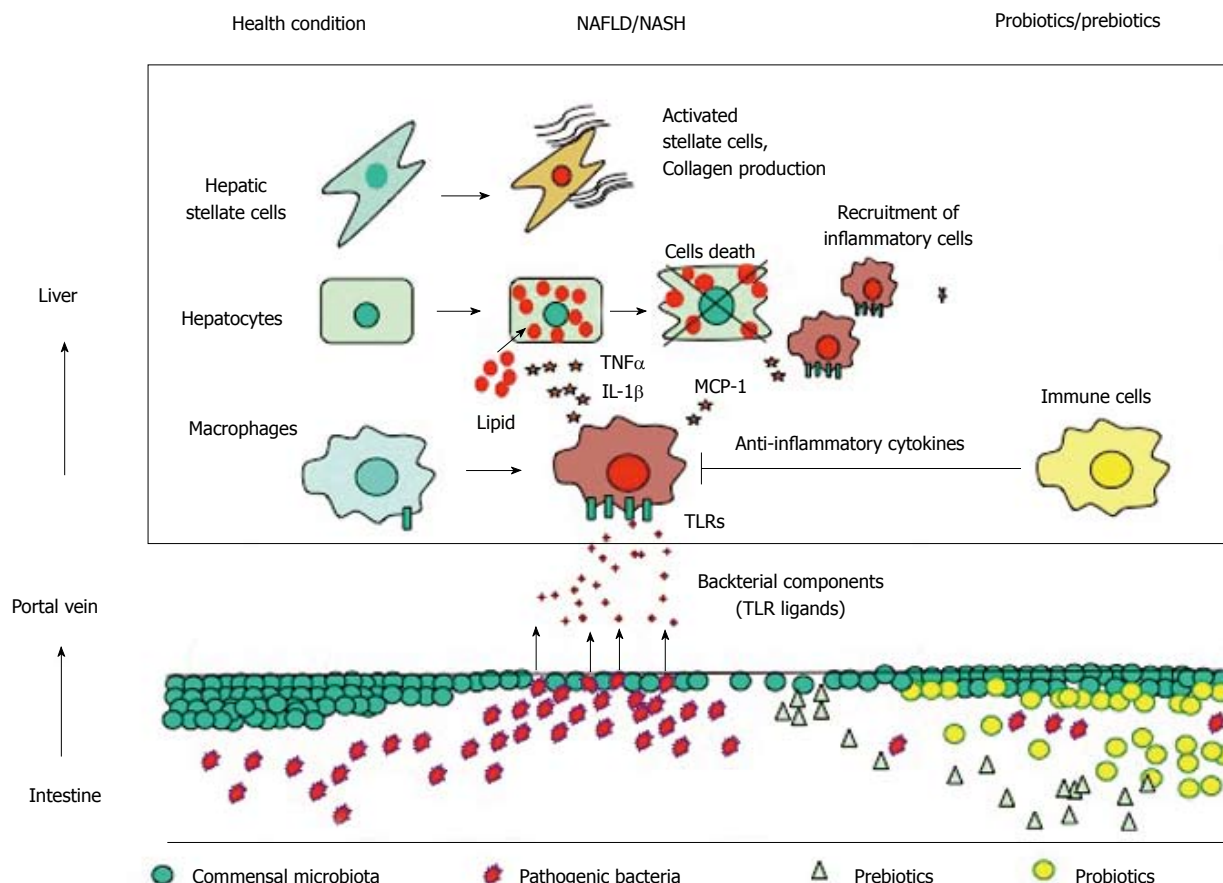 Health condition
NAFLD/NASH
Probiotics/prebiotics
Activated
stellate cells,
Collagen production
Hepatic
stellate cells
Recruitment of
inflammatory cells
Cells death
Liver
Hepatocytes
TNFα
IL-1β
MCP-1
Lipid
Macrophages
Immune cells
Anti-inflammatory cytokines
TLRs
Backterial components
(TLR ligands)
Portal vein
Intestine
Commensal microbiota
Pathogenic bacteria
Prebiotics
Probiotics